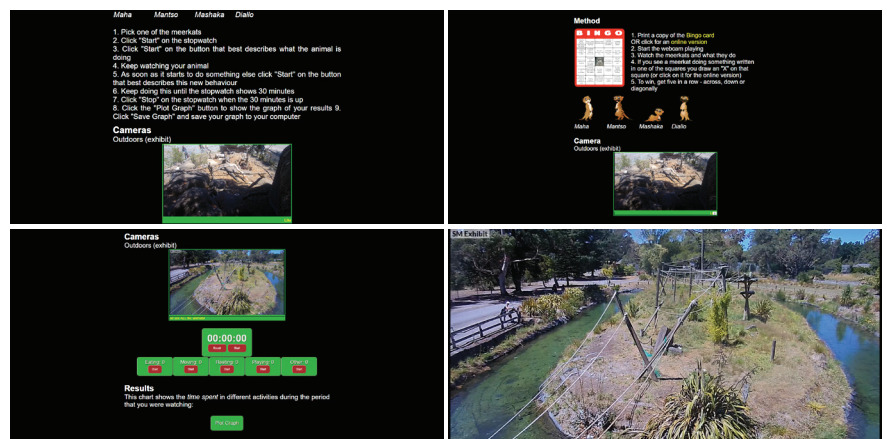 Maha Mantso Mashaka Diallo
1. Pick one of the meerkats
2. Click "Start" on the stopwatch
3. Click "Start" on the button that best describes what the animal is
doing
4. Keep watching your animal
5. As soon as it starts to do something else click "Start" on the button
that best describes this new behaviour
6. Keep doing this until the stopwatch shows 30 minutes
7. Click "Stop" on the stopwatch when the 30 minutes is up
8. Click the "Plot Graph" button to show the graph of your results 9.
Click "Save Graph" and save your graph to your computer
Cameras
Outdoors (exhibit)
Method
BINGO
1. Print a copy of the Bingo card
OR click for an online version
2. Start the webcam playing
3. Watch the meerkats and what they do
4. If you see a meerkat doing something written
in one of the squares you draw an "X" on that
square (or click on it for the online version)
5. To win, get five in a row - across, down or
diagonally
Maha Mantso Mashaka Diallo
Camera
Outdoors (exhibit)
Cameras
Outdoors (exhibit)
00:00:00
Eating: 0 Moving: 0 Resting: 0 Playing: 0 Other: 0
Results
This chart shows the time spent in different activities during the period
that you were watching:
Plot Graph
SM Exhibit